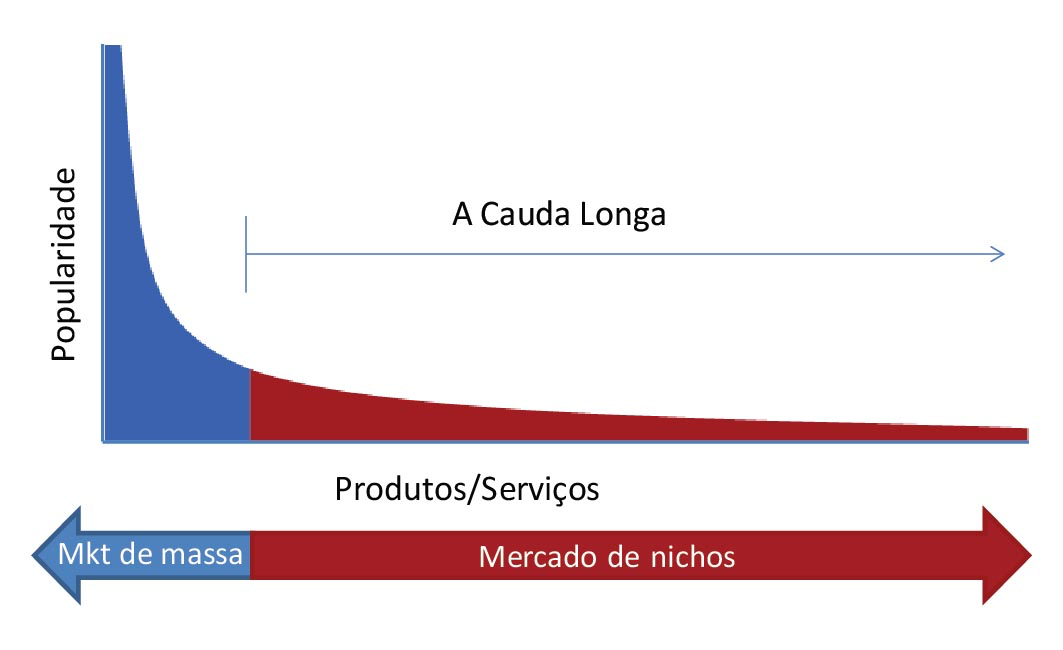 A Cauda Longa
Popularidade
Produtos/Serviços
Mkt de massa
Mercado de nichos